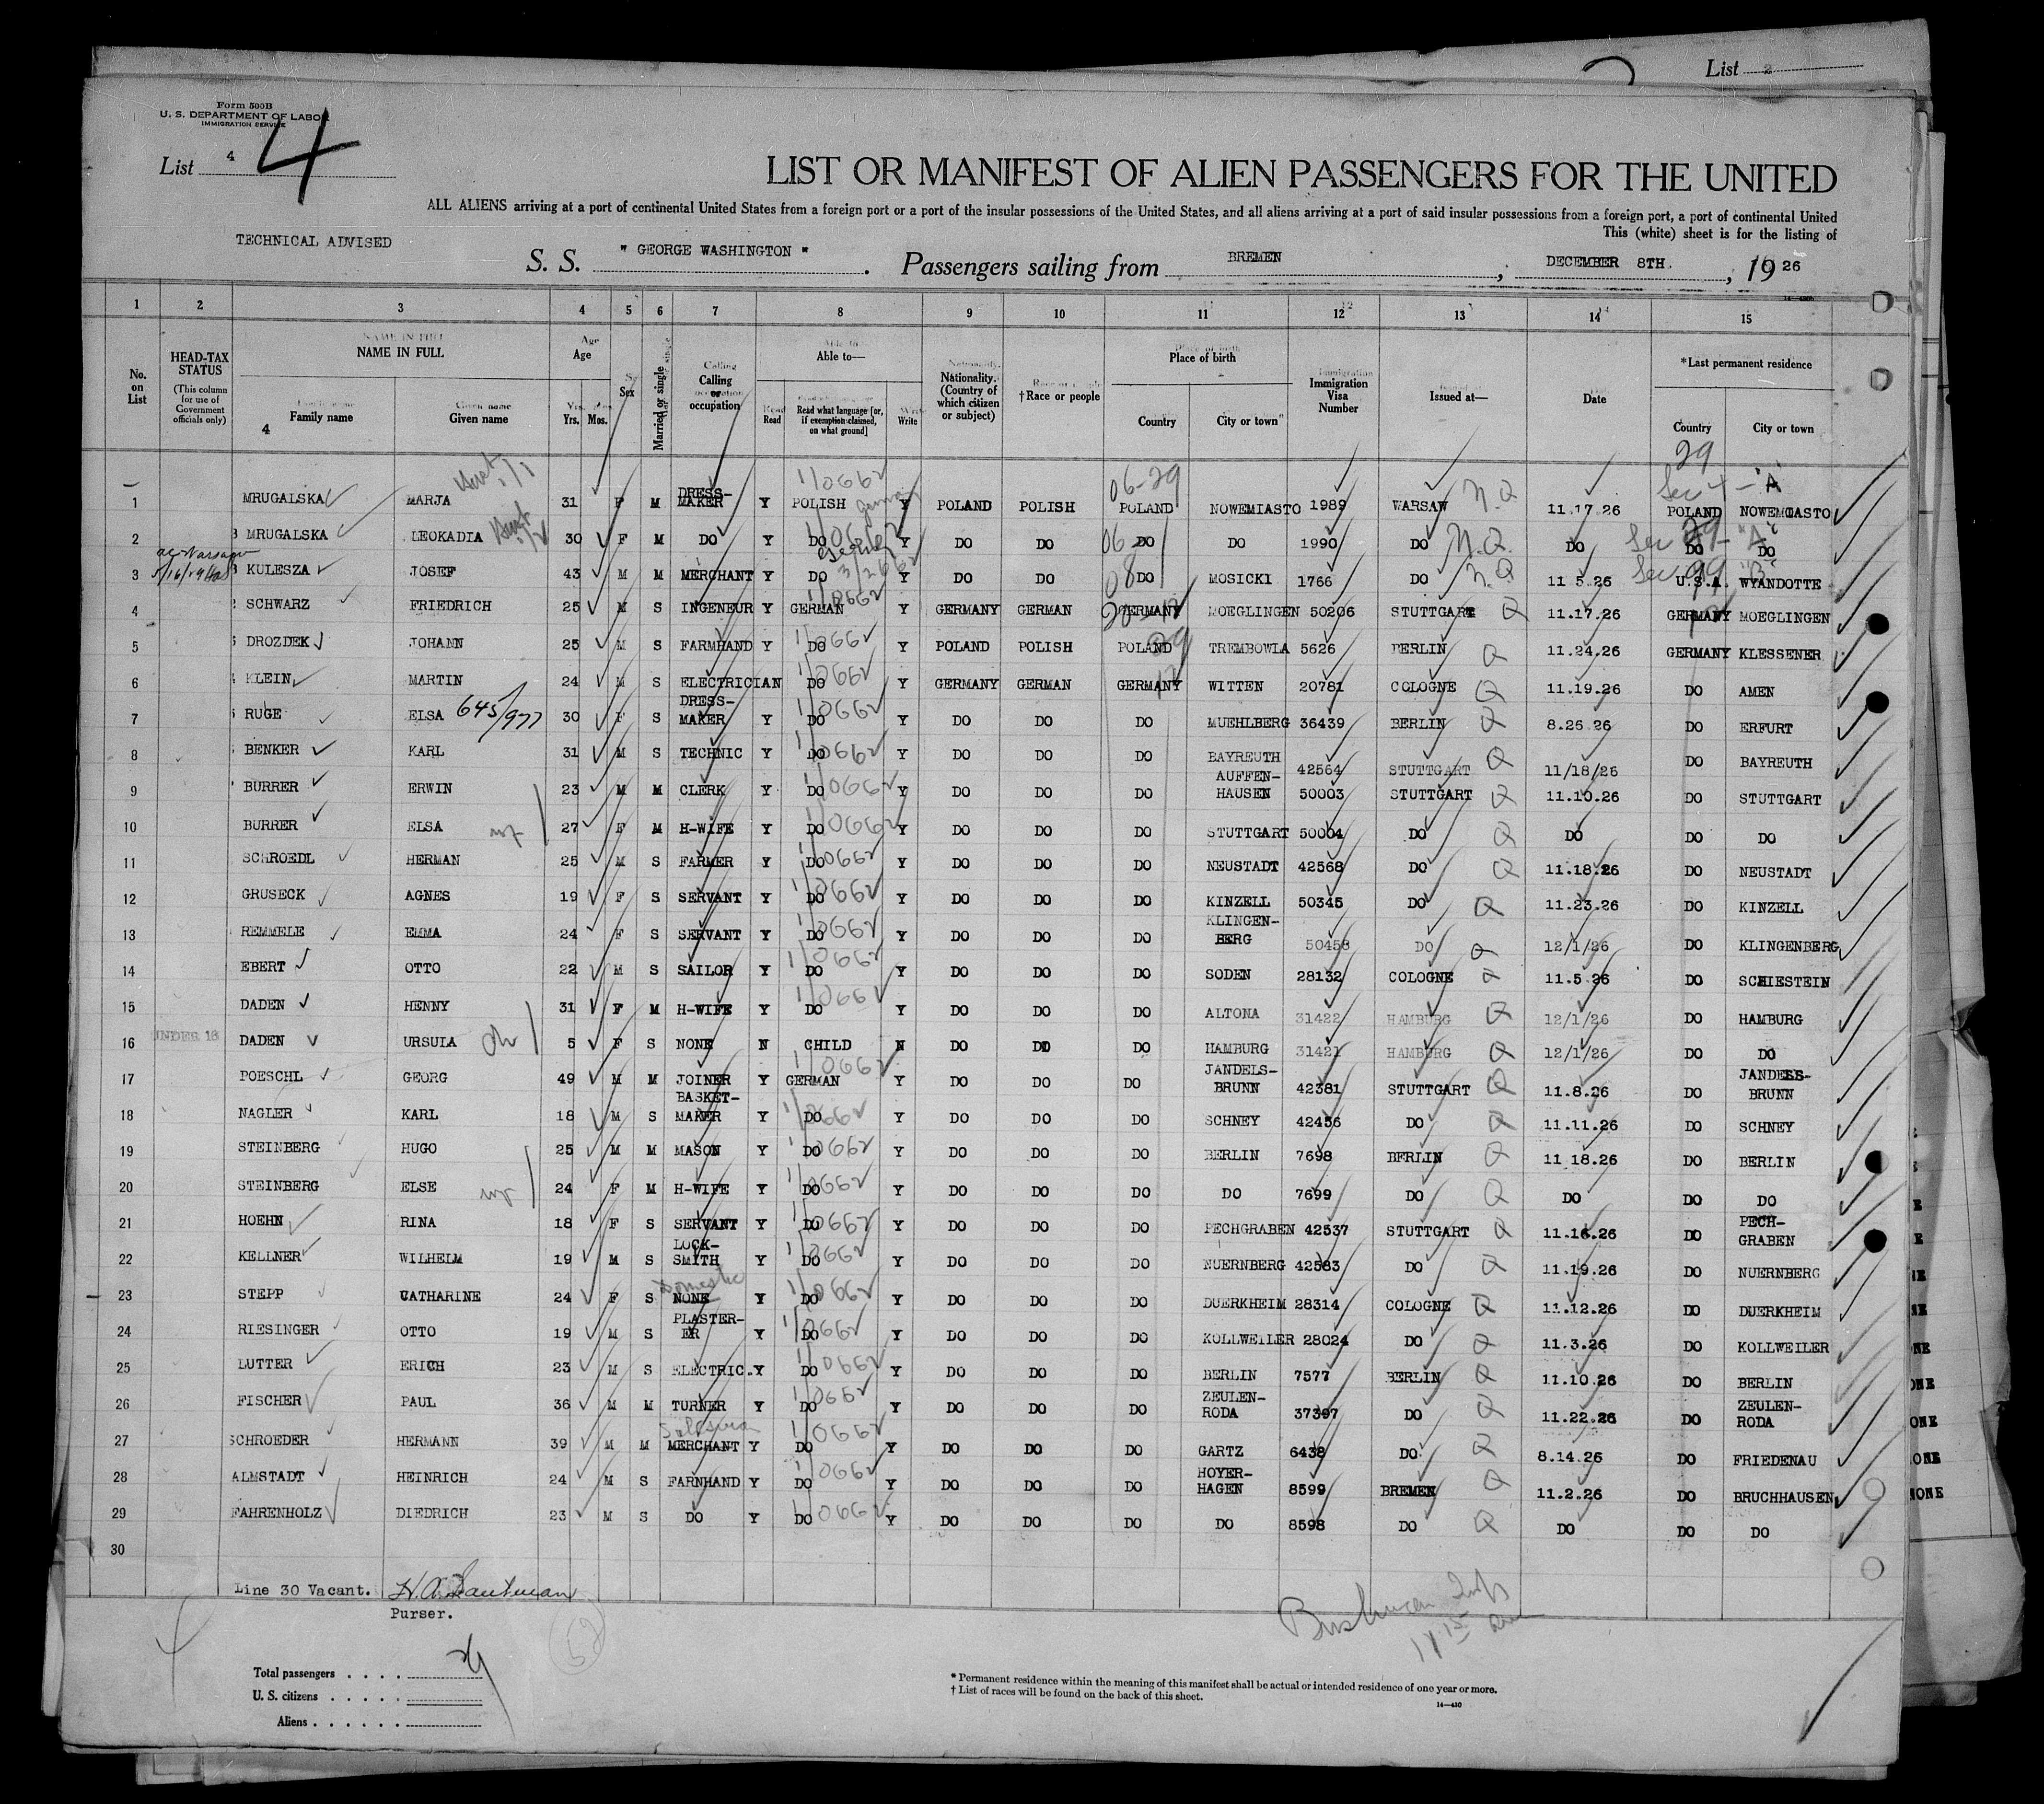 List 2
Form 500B
U. S. DEPARTMENT OF LABOR
IMMIGRATION SERVICE
List 4 4
LIST OR MANIFEST OF ALIEN PASSENGERS FOR THE UNITED
ALL ALIENS arriving at a port of continental United States from a foreign port or a port of the insular possessions of the United States, and all aliens arriving at a port of said insular possessions from a foreign port, a port of continental United
This (white) sheet is for the listing of
TECHNICAL ADVISED
S. S. " GEORGE WASHINGTON " . Passengers sailing from BREMEN , DECEMBER 8TH. , 19 26
1 2 3 4 5 6 7 8 9 10 11 12 13 14 15
No. on List
HEAD-TAX STATUS (This column for use of Government officials only)
NAME IN FULL Family name Given name
4
Age Yrs. Mos.
Sex
Married or single
Calling or occupation
Able to— Read Read what language [or, if exemption claimed, on what ground] Write
Nationality. (Country of which citizen or subject)
†Race or people
Place of birth Country City or town
Immigration Visa Number
Issued at—
Date
*Last permanent residence Country City or town
29
1 MRUGALSKA MARJA 31 F M DRESS-MAKER Y POLISH Y POLAND POLISH POLAND NOWEMIASTO 1989 WARSAW N.Q 11.17.26 POLAND NOWEMIASTO
2 MRUGALSKA LEOKADIA 30 F M DO Y DO Y DO DO DO DO 1990 DO N.Q. DO DO DO
3 KULESZA JOSEF 43 M M MERCHANT Y DO Y DO DO DO MOSICKI 1766 DO N.Q 11.5.26 U.S.A. WYANDOTTE
4 SCHWARZ FRIEDRICH 25 M S INGENEUR Y GERMAN Y GERMANY GERMAN GERMANY MOEGLINGEN 50206 STUTTGART Q 11.17.26 GERMANY MOEGLINGEN
5 DROZDEK JOHANN 25 M S FARMHAND Y DO Y POLAND POLISH POLAND TREMBOWLA 5626 BERLIN Q 11.24.26 GERMANY KLESSENER
6 KLEIN MARTIN 24 M S ELECTRICIAN DO Y GERMANY GERMAN GERMANY WITTEN 20781 COLOGNE Q 11.19.26 DO AMEN
7 RUGE ELSA 645/977 30 F S DRESS-MAKER Y DO Y DO DO DO MUEHLBERG 36439 BERLIN Q 8.26.26 DO ERFURT
8 BENKER KARL 31 M S TECHNIC Y DO Y DO DO DO BAYREUTH 42564 STUTTGART Q 11/18/26 DO BAYREUTH
9 BURRER ERWIN 23 M M CLERK Y DO Y DO DO DO AUFFEN-HAUSEN 50003 STUTTGART Q 11.10.26 DO STUTTGART
10 BURRER ELSA 27 F M H-WIFE Y DO Y DO DO DO STUTTGART 50004 DO Q DO DO DO
11 SCHROEDL HERMAN 25 M S FARMER Y DO Y DO DO DO NEUSTADT 42568 DO Q 11.18.26 DO NEUSTADT
12 GRUSECK AGNES 19 F S SERVANT Y DO Y DO DO DO KINZELL 50345 DO Q 11.23.26 DO KINZELL
13 REMMELE EMMA 24 F S SERVANT Y DO Y DO DO DO KLINGEN-BERG 50458 DO Q 12/1/26 DO KLINGENBERG
14 EBERT OTTO 22 M S SAILOR Y DO Y DO DO DO SODEN 28132 COLOGNE Q 11.5.26 DO SCHIESTEIN
15 DADEN HENNY 31 F M H-WIFE Y DO Y DO DO DO ALTONA 31422 HAMBURG Q 12/1/26 DO HAMBURG
16 UNDER 16 DADEN URSULA 5 F S NONE N CHILD N DO DO DO HAMBURG 31421 HAMBURG Q 12/1/26 DO DO
17 POESCHL GEORG 49 M M JOINER Y GERMAN Y DO DO DO JANDELS-BRUNN 42381 STUTTGART Q 11.8.26 DO JANDELS-BRUNN
18 NAGLER KARL 18 M S BASKET-MAKER Y DO Y DO DO DO SCHNEY 42456 DO Q 11.11.26 DO SCHNEY
19 STEINBERG HUGO 25 M M MASON Y DO Y DO DO DO BERLIN 7698 BERLIN Q 11 18.26 DO BERLIN
20 STEINBERG ELSE 24 F M H-WIFE Y DO Y DO DO DO DO 7699 DO Q DO DO DO
21 HOEHN RINA 18 F S SERVANT Y DO Y DO DO DO PECHGRABEN 42537 STUTTGART Q 11.16.26 DO PECH-GRABEN
22 KELLNER WILHELM 19 M S LOCK-SMITH Y DO Y DO DO DO NUERNBERG 42583 DO Q 11.19.26 DO NUERNBERG
23 STEPP CATHARINE 24 F S Domestic NONE Y DO Y DO DO DO DUERKHEIM 28314 COLOGNE Q 11.12.26 DO DUERKHEIM
24 RIESINGER OTTO 19 M S PLASTER-ER Y DO Y DO DO DO KOLLWEILER 28024 DO Q 11.3.26 DO KOLLWEILER
25 LUTTER ERICH 23 M S ELECTRIC. Y DO Y DO DO DO BERLIN 7577 BERLIN Q 11.10.26 DO BERLIN
26 FISCHER PAUL 36 M M TURNER Y DO Y DO DO DO ZEULEN-RODA 37397 DO Q 11.22.26 DO ZEULEN-RODA
27 SCHROEDER HERMANN 39 M M Salesman MERCHANT Y DO Y DO DO DO GARTZ 6438 DO Q 8.14.26 DO FRIEDENAU
28 ALMSTADT HEINRICH 24 M S FARNHAND Y DO Y DO DO DO HOYER-HAGEN 8599 BREMEN Q 11.2.26 DO BRUCHHAUSEN
29 FAHRENHOLZ DIEDRICH 23 M S DO Y DO Y DO DO DO DO 8598 DO Q DO DO DO
30
Line 30 Vacant.
Purser.
52
Total passengers . . . .
U. S. citizens . . . . .
Aliens . . . . . .
* Permanent residence within the meaning of this manifest shall be actual or intended residence of one year or more.
† List of races will be found on the back of this sheet.
14—430